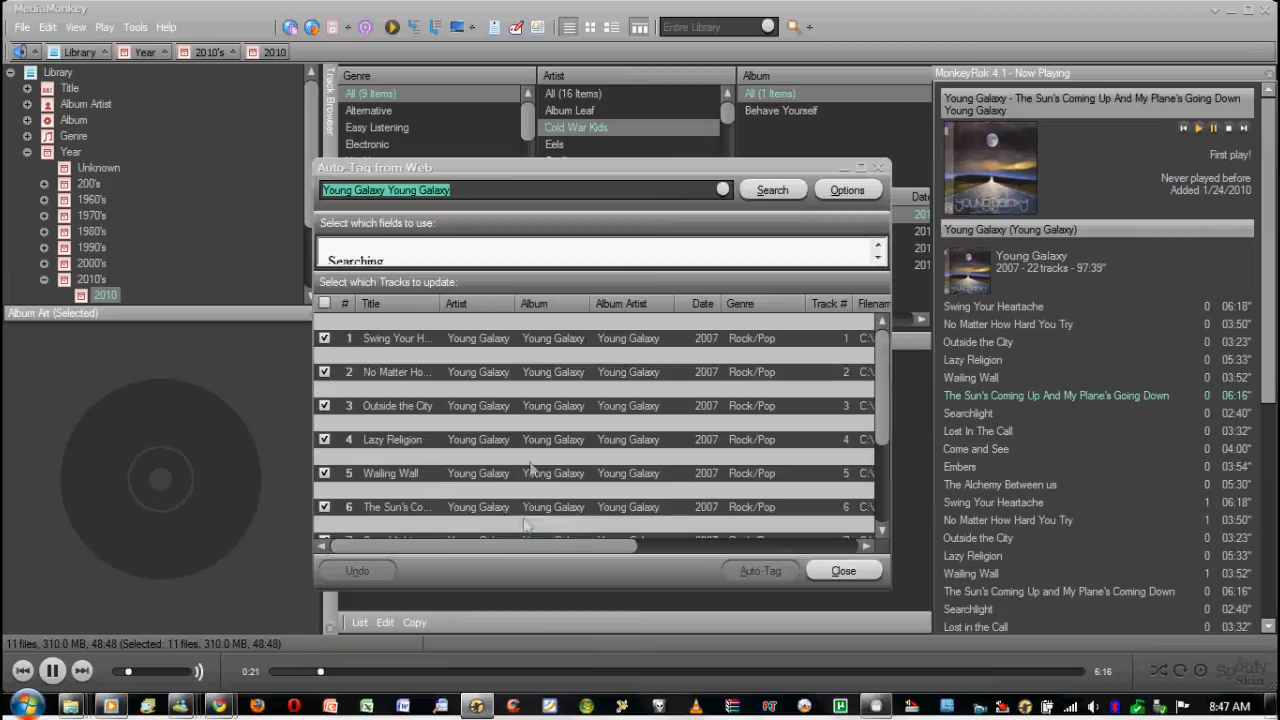 MediaMonkey
File Edit View Play Tools Help
Entire Library
Library Year 2010's 2010
Library
Title
Album Artist
Album
Genre
Year
Unknown
200's
1960's
1970's
1980's
1990's
2000's
2010's
2010
Album Art (Selected)
Track Browser
Genre
All (9 Items)
Alternative
Easy Listening
Electronic
Artist
All (16 Items)
Album Leaf
Cold War Kids
Eels
Album
All (1 Items)
Behave Yourself
Auto-Tag from Web
Young Galaxy Young Galaxy
Search Options
Select which fields to use:
Searching
Select which Tracks to update:
# Title Artist Album Album Artist Date Genre Track # Filenam
1 Swing Your H... Young Galaxy Young Galaxy Young Galaxy 2007 Rock/Pop 1 C:\
2 No Matter Ho... Young Galaxy Young Galaxy Young Galaxy 2007 Rock/Pop 2 C:\
3 Outside the City Young Galaxy Young Galaxy Young Galaxy 2007 Rock/Pop 3 C:\
4 Lazy Religion Young Galaxy Young Galaxy Young Galaxy 2007 Rock/Pop 4 C:\
5 Wailing Wall Young Galaxy Young Galaxy Young Galaxy 2007 Rock/Pop 5 C:\
6 The Sun's Co... Young Galaxy Young Galaxy Young Galaxy 2007 Rock/Pop 6 C:\
Undo Auto-Tag Close
List Edit Copy
Date
201
201
201
201
MonkeyRok 4.1 - Now Playing
Young Galaxy - The Sun's Coming Up And My Plane's Going Down
Young Galaxy
First play!
Never played before
Added 1/24/2010
Young Galaxy (Young Galaxy)
Young Galaxy
2007 - 22 tracks - 97:39"
Swing Your Heartache 0 06:18"
No Matter How Hard You Try 0 03:50"
Outside the City 0 03:23"
Lazy Religion 0 05:33"
Wailing Wall 0 03:52"
The Sun's Coming Up And My Plane's Going Down 0 06:16"
Searchlight 0 02:40"
Lost In The Call 0 03:52"
Come and See 0 04:00"
Embers 0 06:15"
The Alchemy Between us 0 05:00"
Swing Your Heartache 1 06:18"
No Matter How Hard You Try 1 03:50"
Outside the City 0 03:23"
Lazy Religion 0 05:33"
Wailing Wall 1 03:52"
The Sun's Coming Up and My Plane's Coming Down 0 06:16"
Searchlight 0 02:40"
Lost in the Call 0 03:52"
11 files, 310.0 MB, 48:48 (Selected: 11 files, 310.0 MB, 48:48)
0:21 6:16
Spotify Skin
8:47 AM